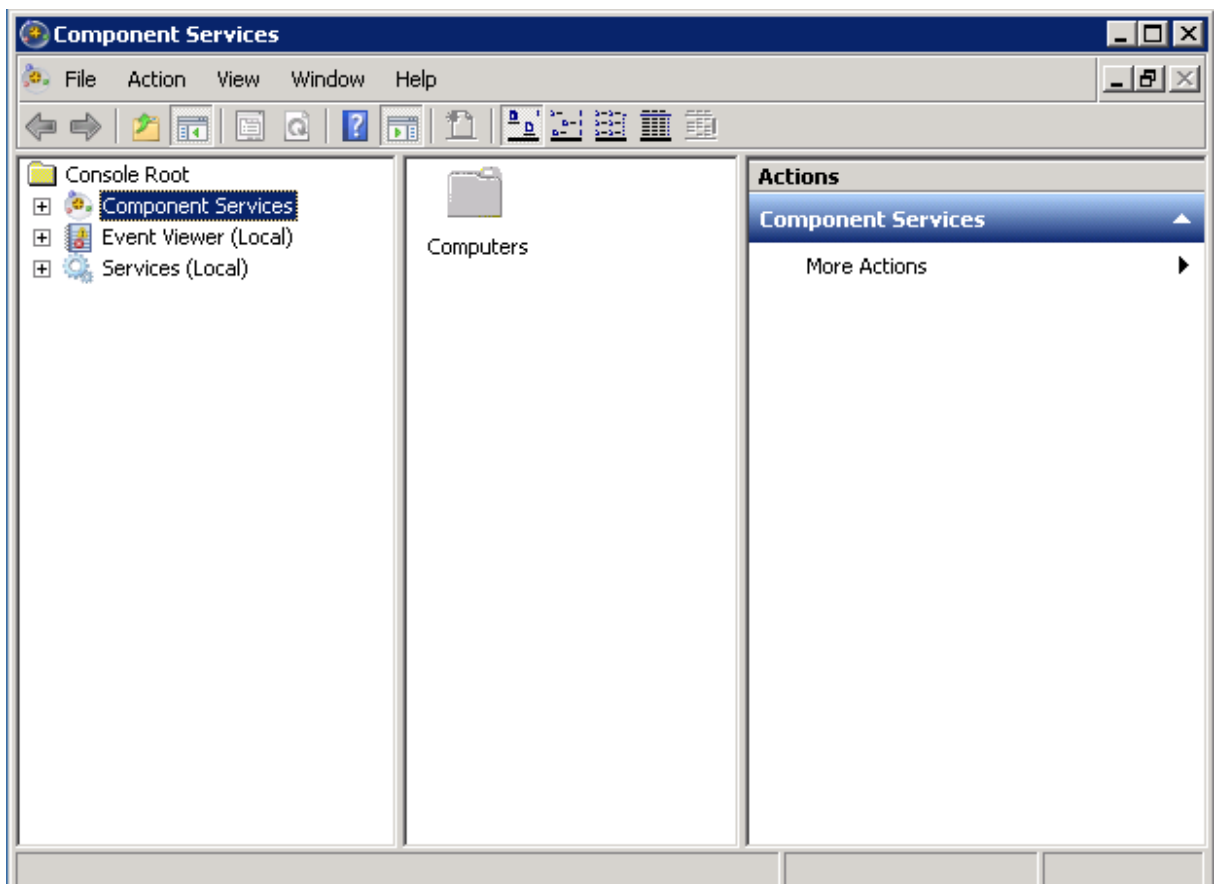 Component Services
File Action View Window Help
Console Root
Component Services
Event Viewer (Local)
Services (Local)
Computers
Actions
Component Services
More Actions